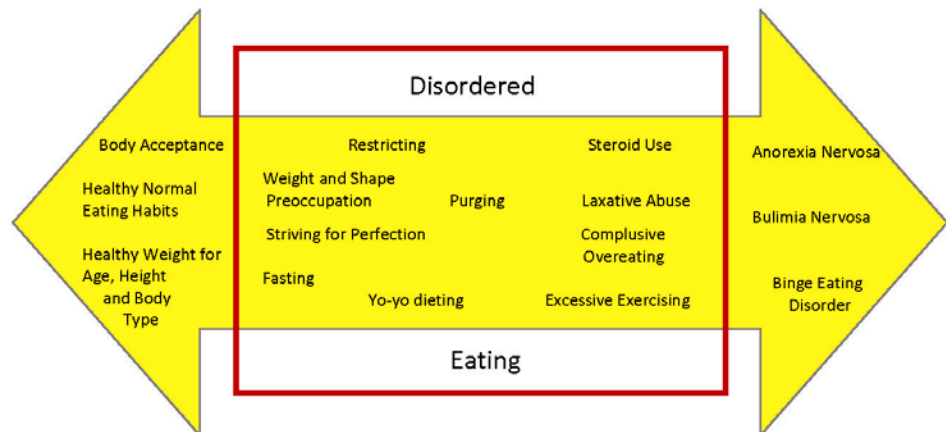 Disordered
Body Acceptance
Healthy Normal
Eating Habits
Healthy Weight for
Age, Height
and Body
Type
Restricting
Steroid Use
Weight and Shape
Preoccupation
Purging
Laxative Abuse
Striving for Perfection
Complusive
Overeating
Fasting
Yo-yo dieting
Excessive Exercising
Eating
Anorexia Nervosa
Bulimia Nervosa
Binge Eating
Disorder